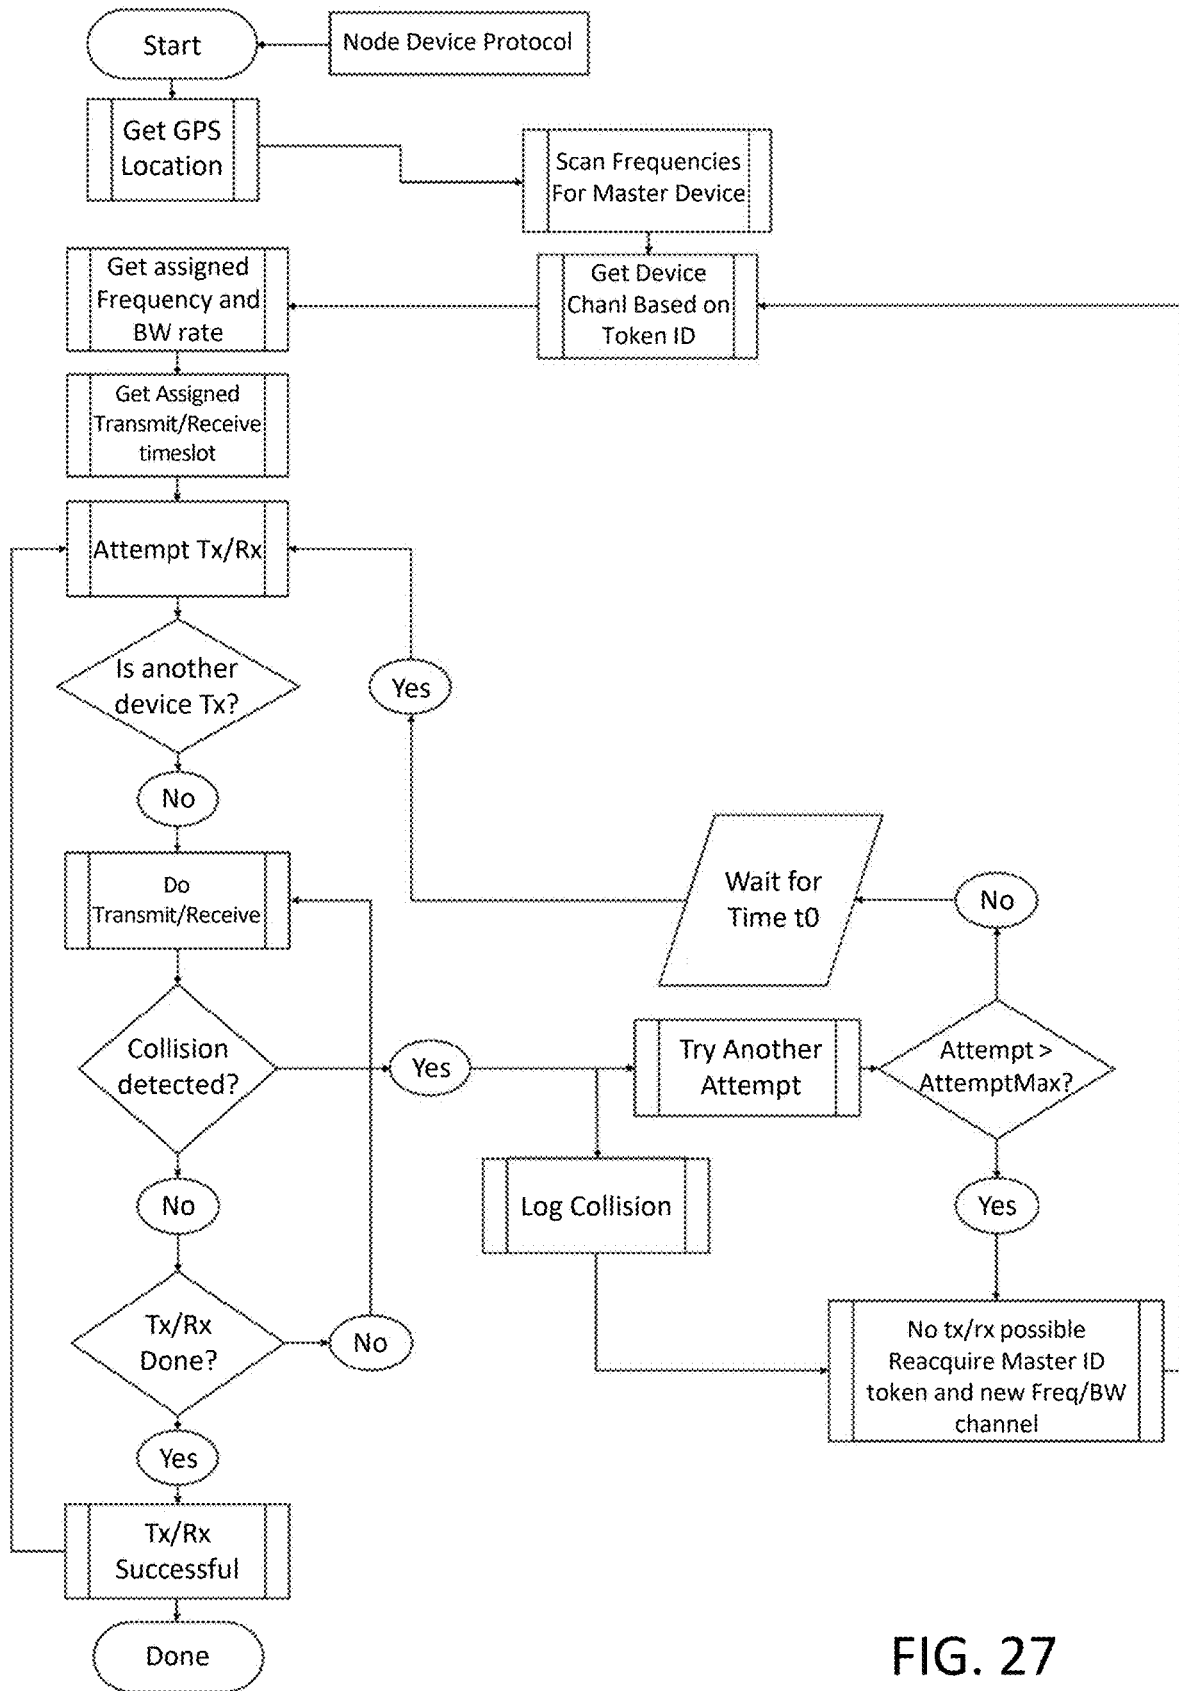 Start
Node Device Protocol
Get GPS
Location
Scan Frequencies
For Master Device
Get assigned
Frequency and
BW rate
Get Device
Chanl Based on
Token ID
Get Assigned
Transmit/Receive
timeslot
Attempt Tx/Rx
Is another
device Tx?
Yes
No
Do
Transmit/Receive
Wait for
Time t0
No
Collision
detected?
Yes
Try Another
Attempt
Attempt >
AttemptMax?
No
Log Collision
Yes
Tx/Rx
Done?
No
No tx/rx possible
Reacquire Master ID
token and new Freq/BW
channel
Yes
Tx/Rx
Successful
Done
FIG. 27